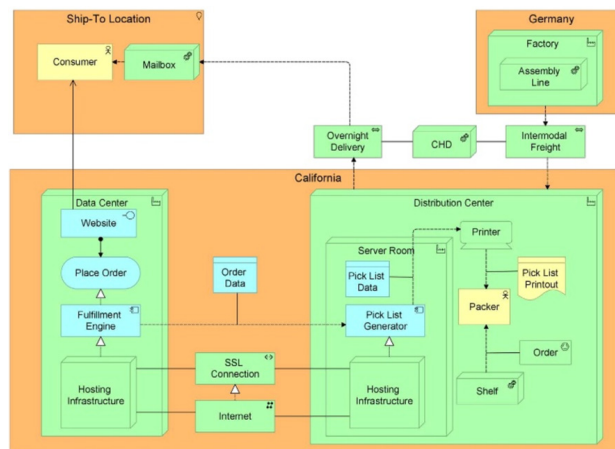 Ship-To Location
Consumer
Mailbox
Germany
Factory
Assembly
Line
Overnight
Delivery
CHD
Intermodal
Freight
California
Data Center
Website
Place Order
Fulfillment
Engine
Hosting
Infrastructure
Order
Data
SSL
Connection
Internet
Distribution Center
Server Room
Pick List
Data
Pick List
Generator
Hosting
Infrastructure
Printer
Pick List
Printout
Packer
Order
Shelf